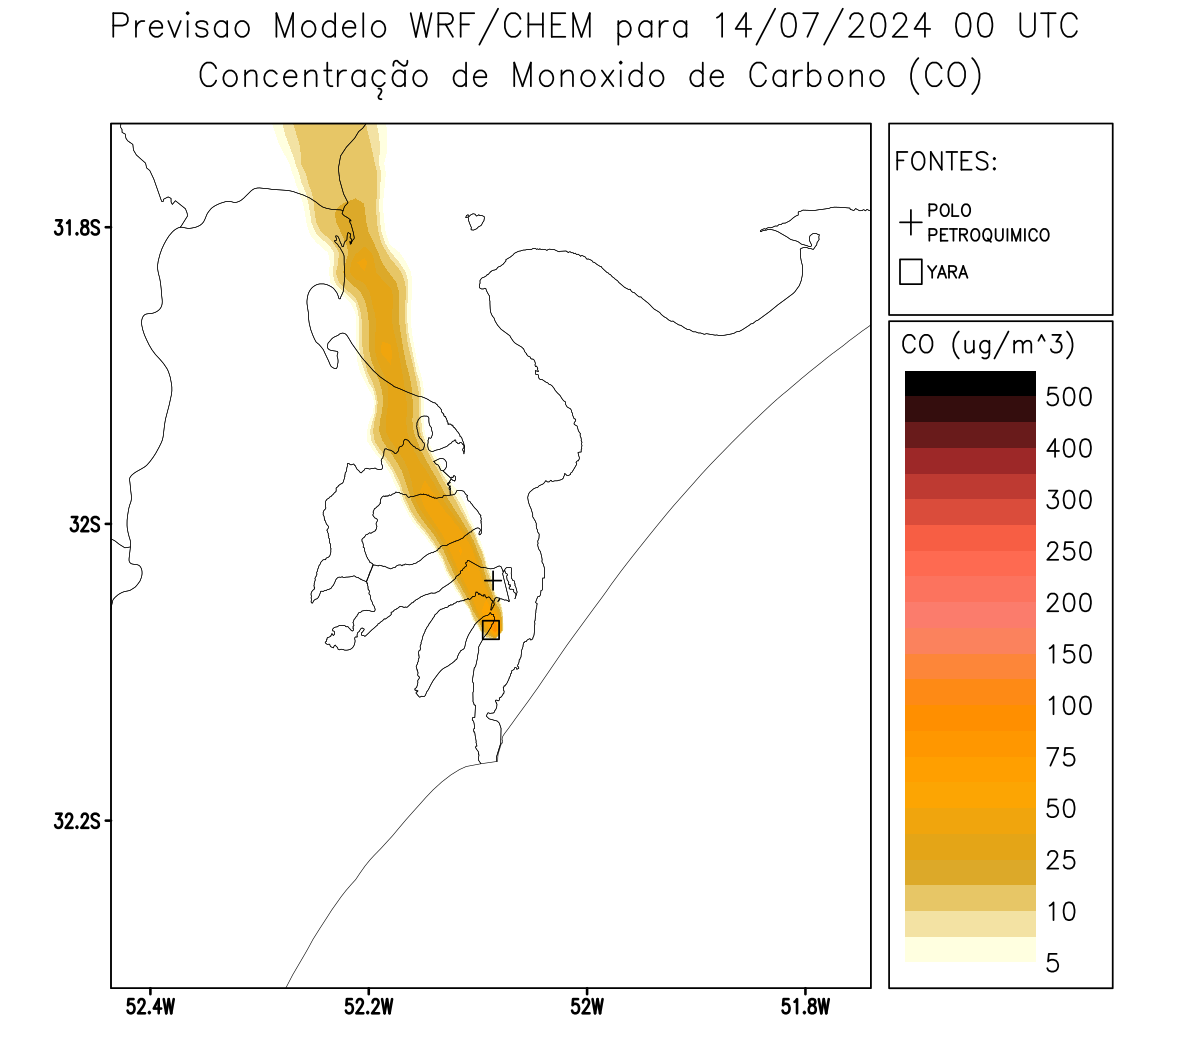 Previsao Modelo WRF/CHEM para 14/07/2024 00 UTC
Concentração de Monoxido de Carbono (CO)
FONTES:
POLO
PETROQUIMICO
YARA
CO (ug/m^3)
500
400
300
250
200
150
100
75
50
25
10
5
31.8S
32S
32.2S
52.4W
52.2W
52W
51.8W